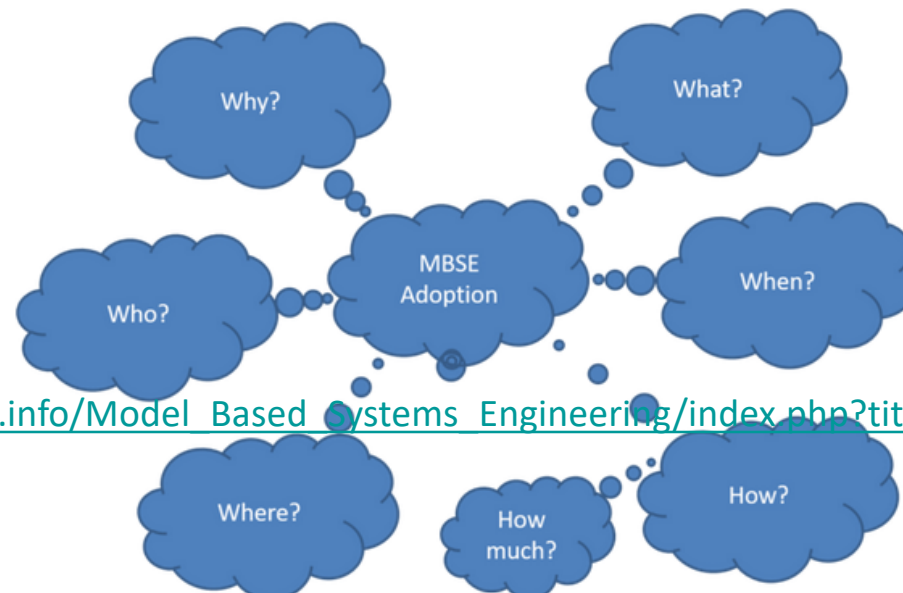 Why?
What?
MBSE
Adoption
When?
Who?
.info/Model_Based_Systems_Engineering/index.php?tit
Where?
How
much?
How?